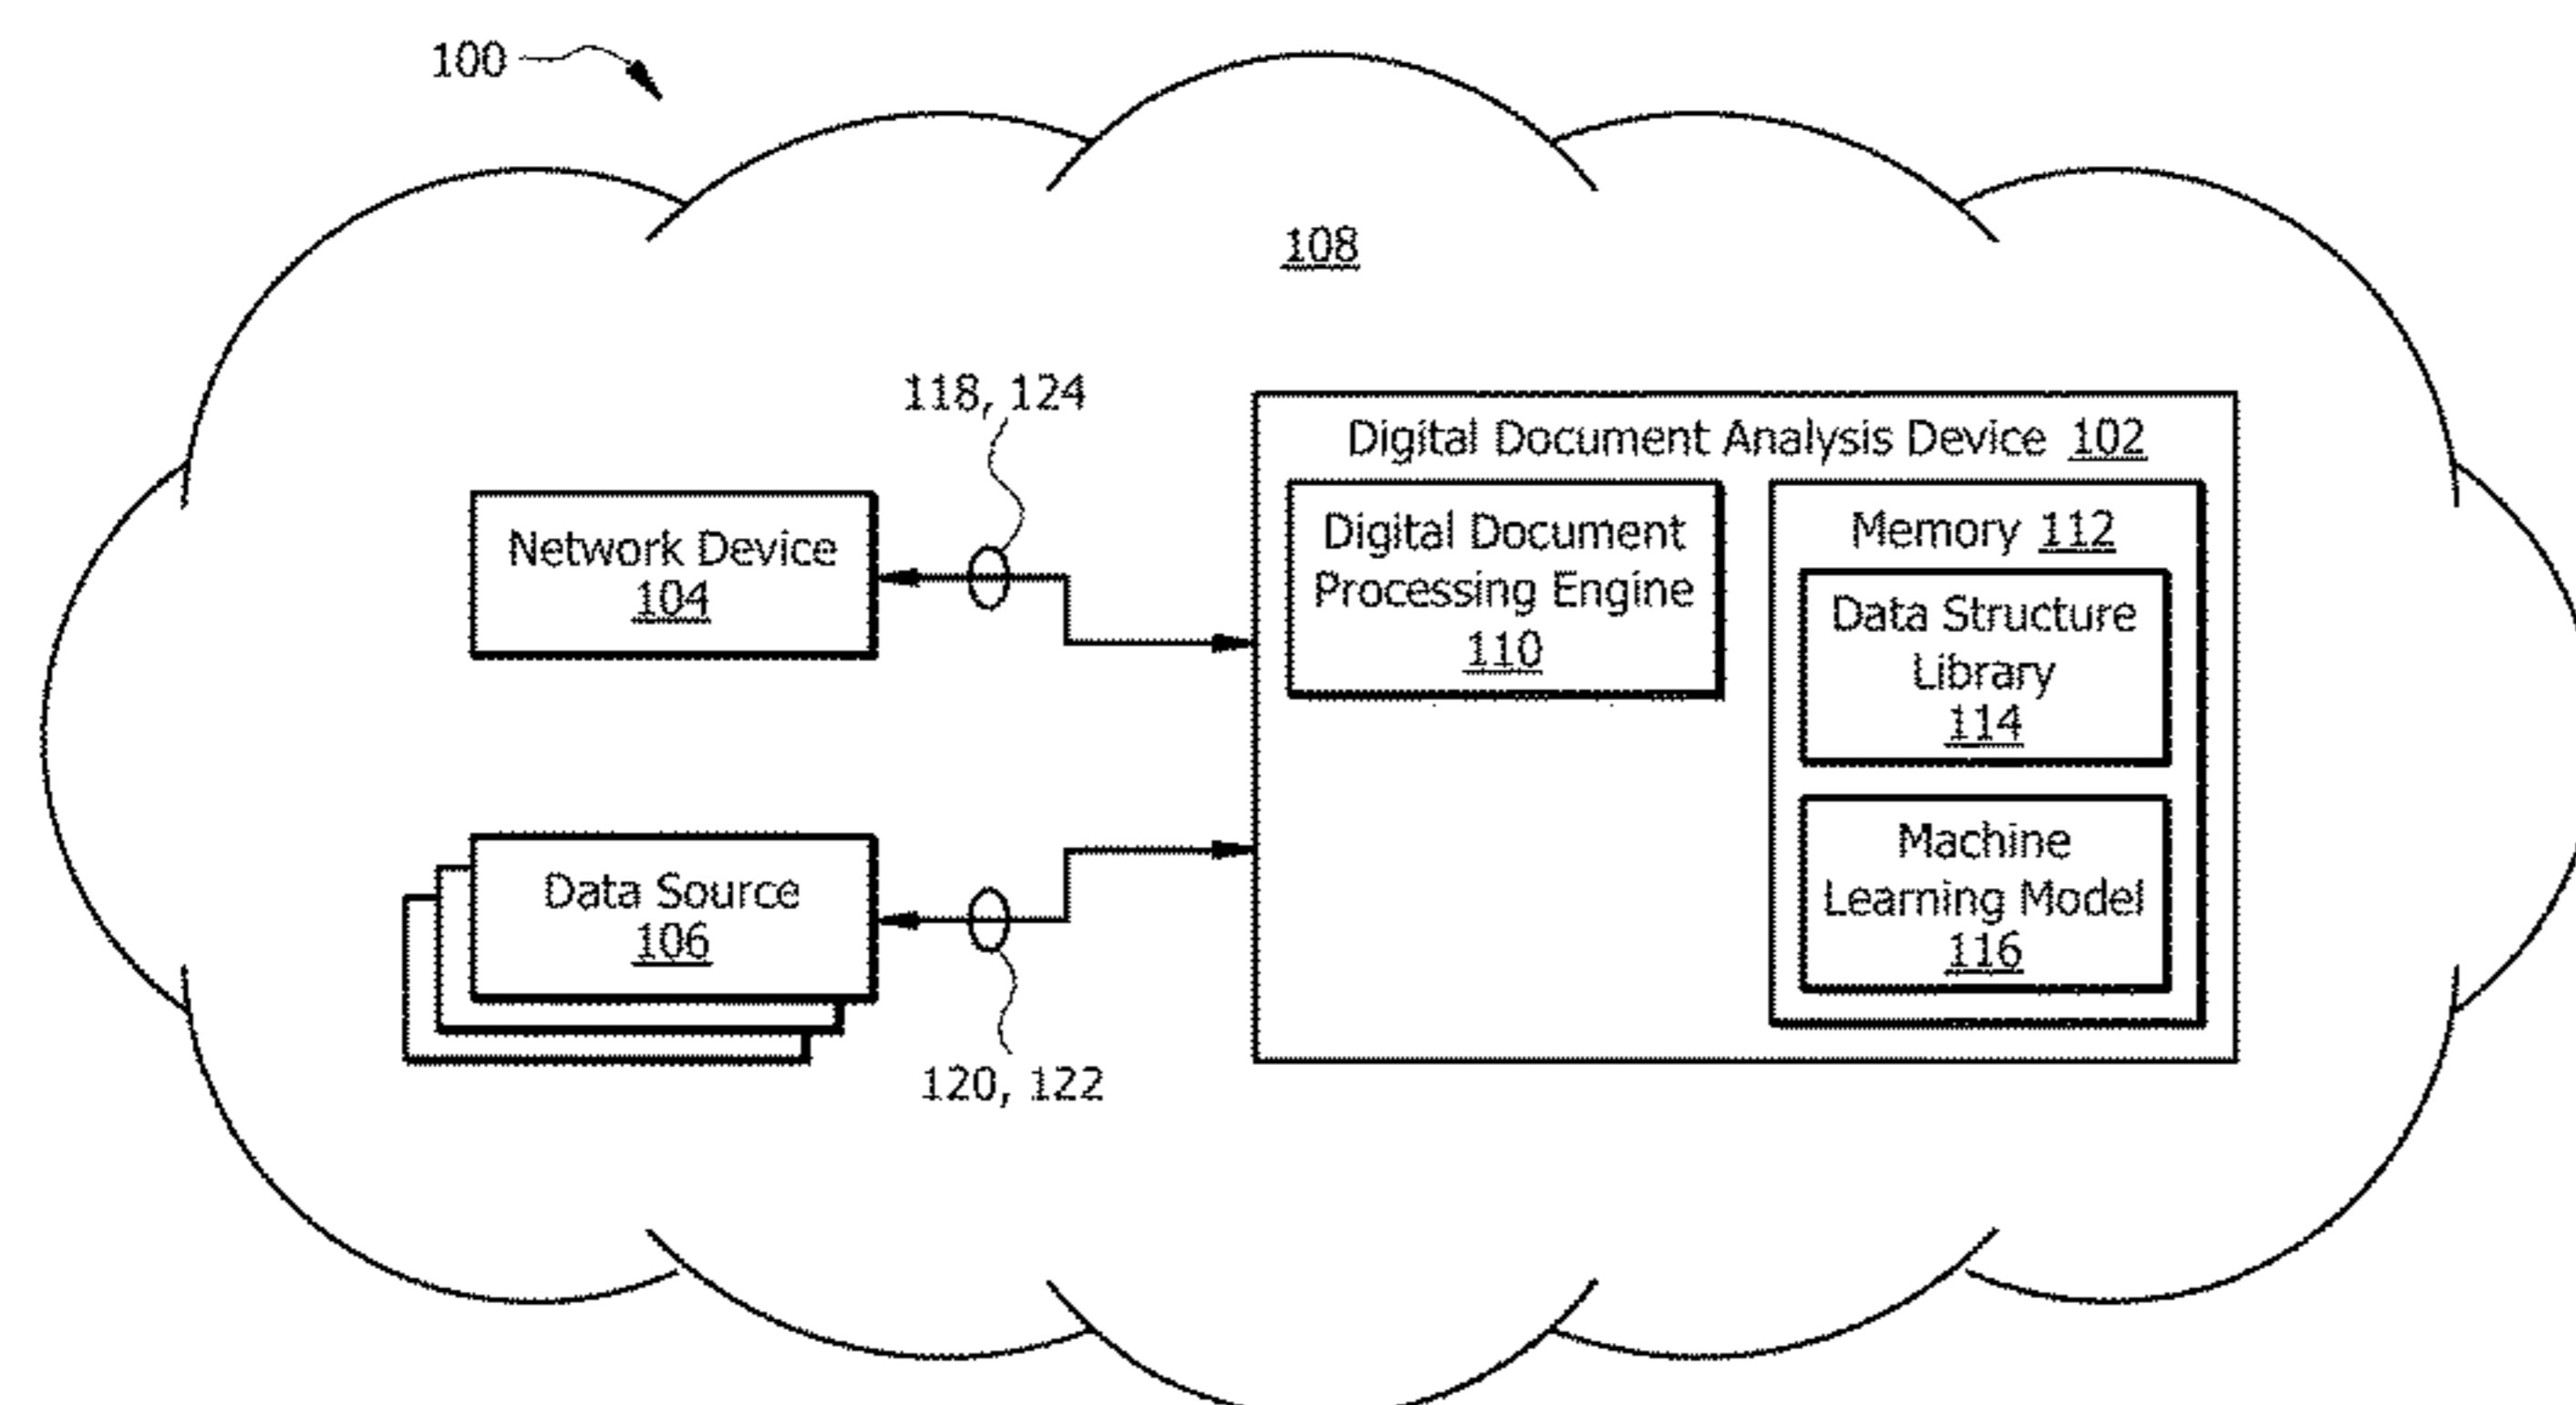 100
108
118, 124
Network Device
104
Data Source
106
120, 122
Digital Document Analysis Device 102
Digital Document
Processing Engine
110
Memory 112
Data Structure
Library
114
Machine
Learning Model
116